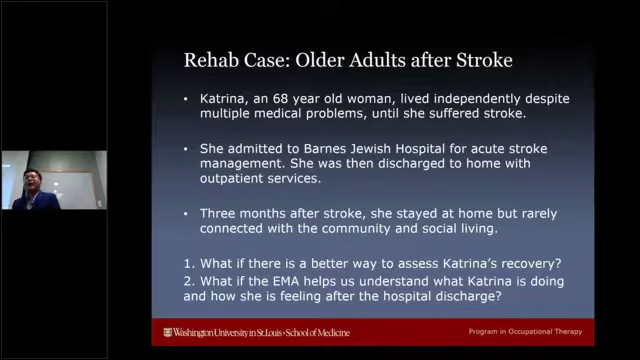 Rehab Case: Older Adults after Stroke
• Katrina, an 68 year old woman, lived independently despite
multiple medical problems, until she suffered stroke.
• She admitted to Barnes Jewish Hospital for acute stroke
management. She was then discharged to home with
outpatient services.
• Three months after stroke, she stayed at home but rarely
connected with the community and social living.
1. What if there is a better way to assess Katrina's recovery?
2. What if the EMA helps us understand what Katrina is doing
and how she is feeling after the hospital discharge?
Washington University in St. Louis • School of Medicine
Program in Occupational Therapy